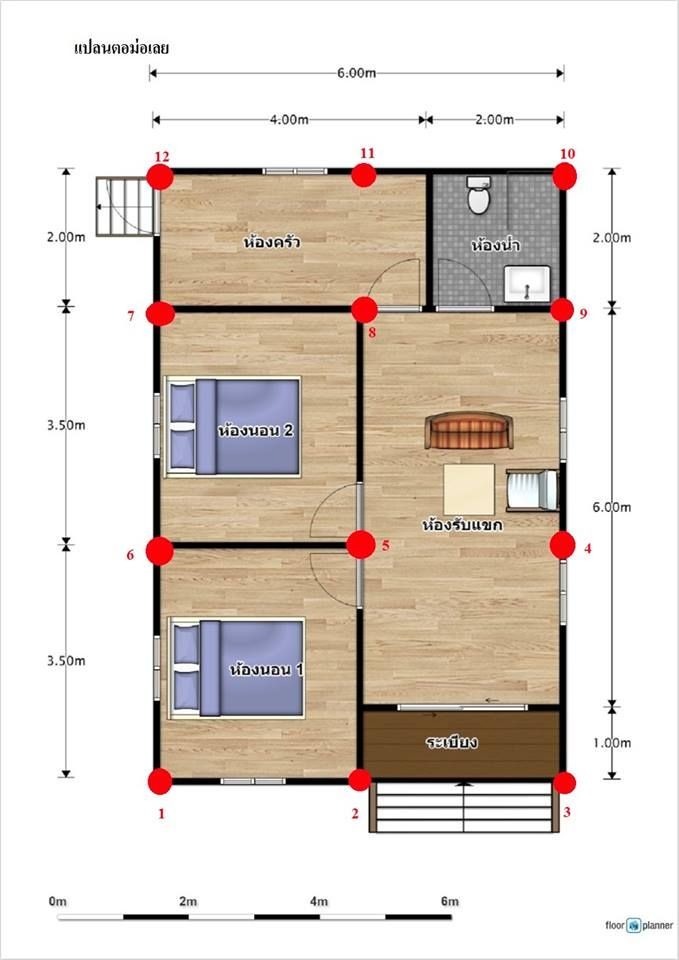 แปลนตอม่อเลย
6.00m
4.00m
2.00m
12
11
10
2.00m
ห้องครัว
ห้องน้ำ
2.00m
7
8
9
3.50m
ห้องนอน 2
6.00m
ห้องรับแขก
6
5
4
3.50m
ห้องนอน 1
ระเบียง
1.00m
1
2
3
0m
2m
4m
6m
floor planner